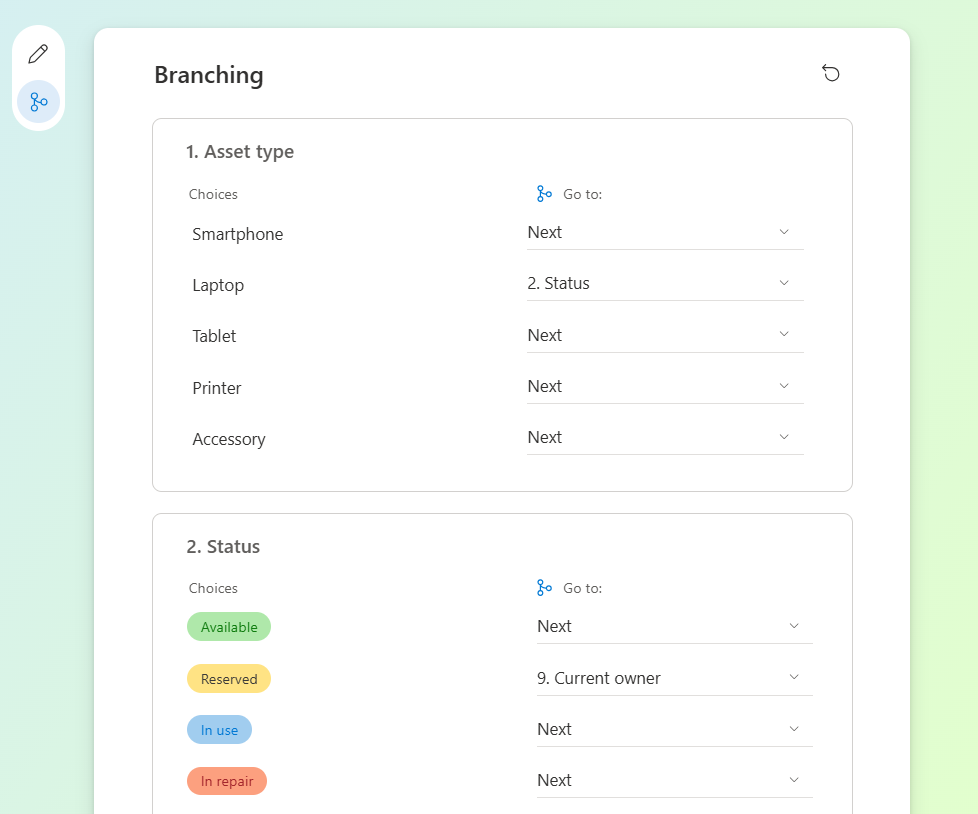 Branching
1. Asset type
Choices Go to:
Smartphone Next
Laptop 2. Status
Tablet Next
Printer Next
Accessory Next
2. Status
Choices Go to:
Available Next
Reserved 9. Current owner
In use Next
In repair Next